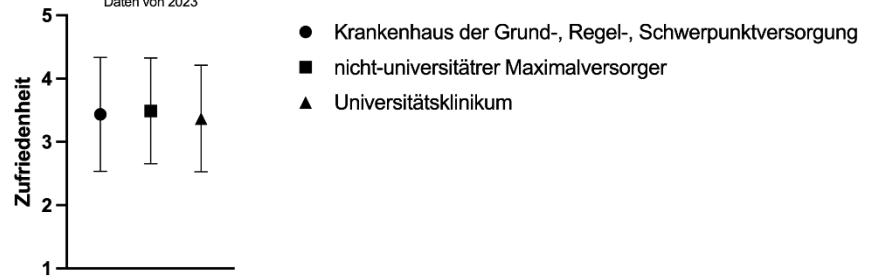 Daten von 2023
5
Krankenhaus der Grund-, Regel-, Schwerpunktversorgung
nicht-universitätrer Maximalversorger
Universitätsklinikum
4
3
2
1
Zufriedenheit